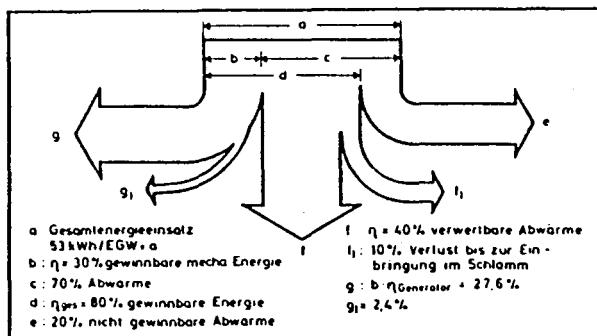 a
b
c
d
g
e
g₁
f₁
f
a Gesamtenergieeinsatz
53 kWh/EGW · a
b : η = 30% gewinnbare mecha Energie
c : 70% Abwärme
d : ηges = 80% gewinnbare Energie
e : 20% nicht gewinnbare Abwärme
f η = 40% verwertbare Abwärme
f₁ : 10% Verlust bis zur Ein-
bringung im Schlamm
g : b · ηGenerator = 27,6%
g₁ = 2,4%